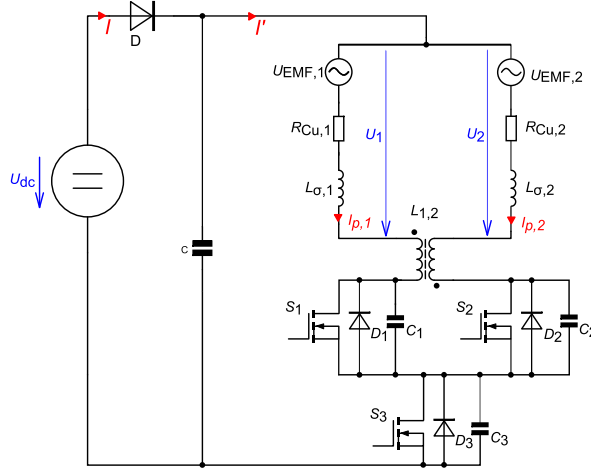 I
I'
D
U_EMF,1
U_EMF,2
R_Cu,1
U_1
U_2
R_Cu,2
U_dc
L_σ,1
L_σ,2
L_1,2
I_p,1
I_p,2
C
S_1
D_1
C_1
S_2
D_2
C_2
S_3
D_3
C_3